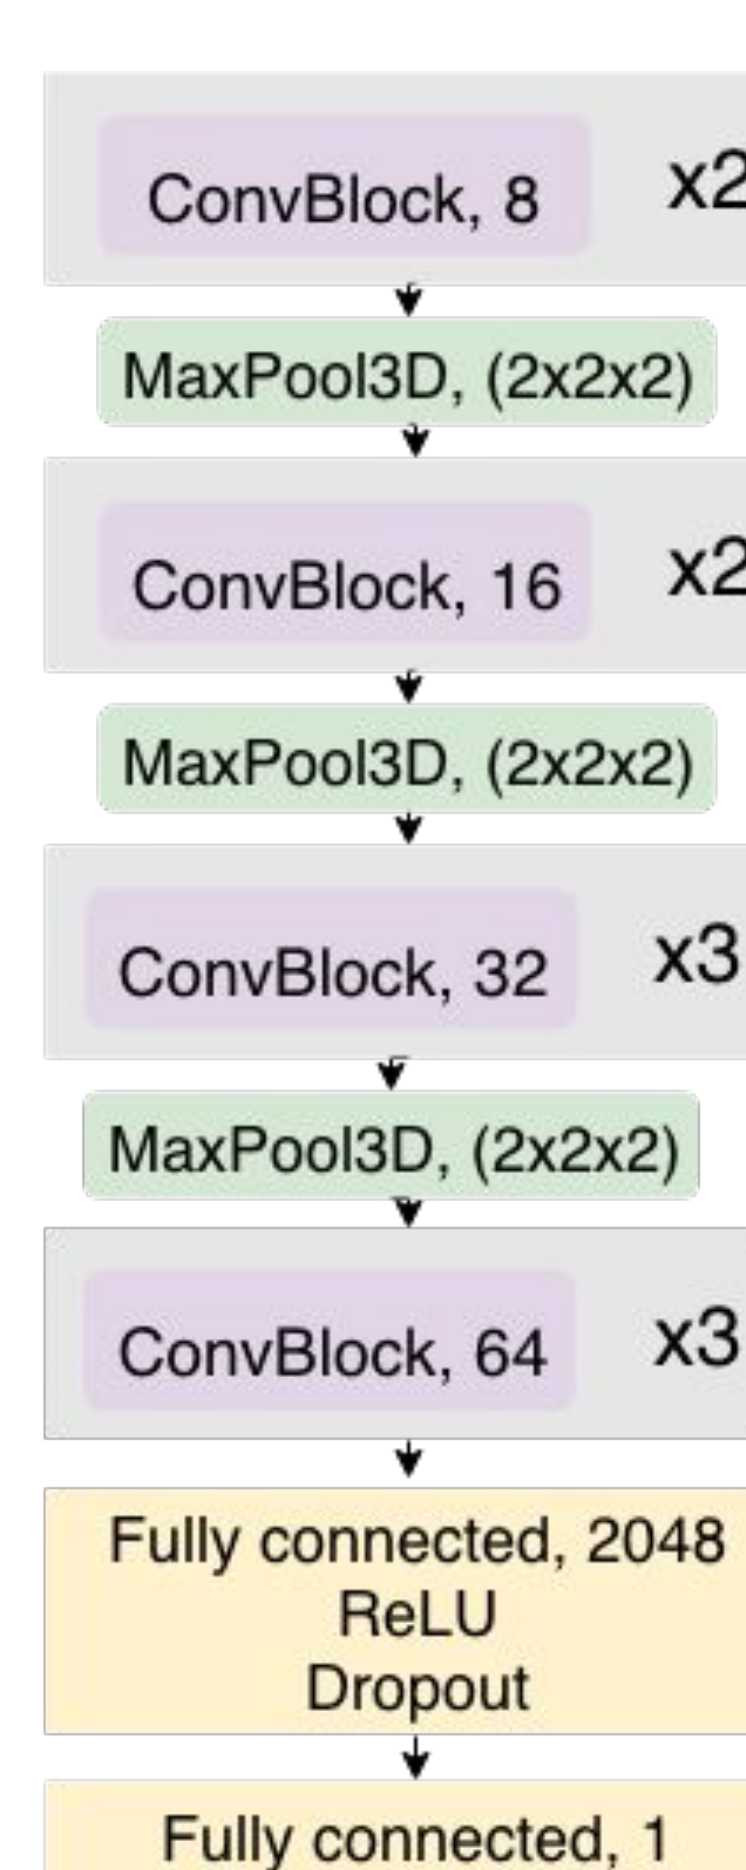 ConvBlock, 8 x2
MaxPool3D, (2x2x2)
ConvBlock, 16 x2
MaxPool3D, (2x2x2)
ConvBlock, 32 x3
MaxPool3D, (2x2x2)
ConvBlock, 64 x3
Fully connected, 2048
ReLU
Dropout
Fully connected, 1